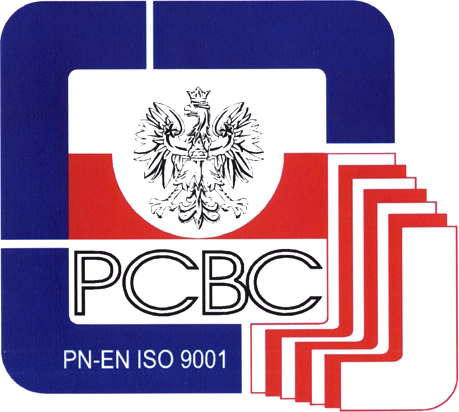 PCBC
PN-EN ISO 9001